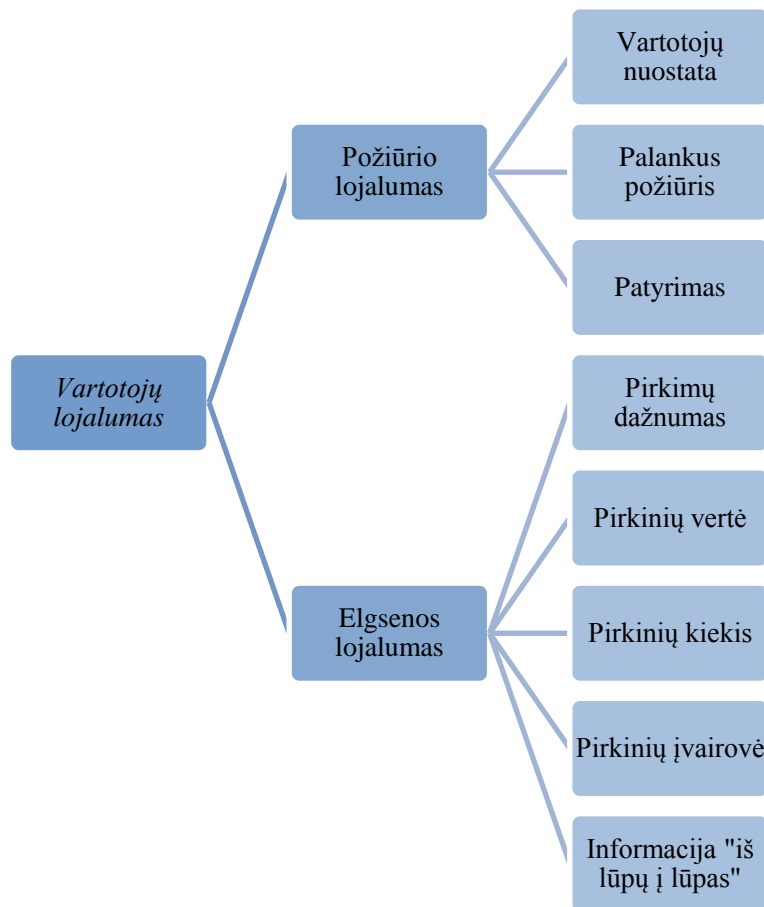 Vartotojų
nuostata
Požiūrio
lojalumas
Palankus
požiūris
Patyrimas
Vartotojų
lojalumas
Pirkimų
dažnumas
Pirkinių vertė
Elgsenos
lojalumas
Pirkinių kiekis
Pirkinių įvairovė
Informacija "iš
lūpų į lūpas"